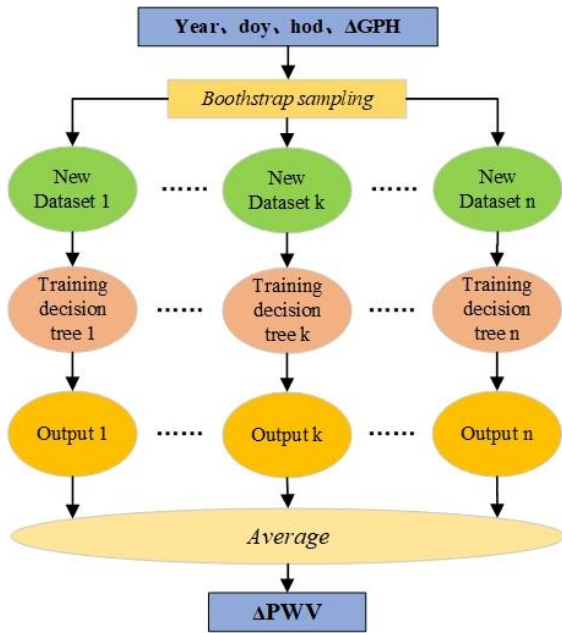 Year、doy、hod、ΔGPH
Boothstrap sampling
New
Dataset 1
......
New
Dataset k
......
New
Dataset n
Training
decision
tree 1
......
Training
decision
tree k
......
Training
decision
tree n
Output 1
......
Output k
......
Output n
Average
ΔPWV